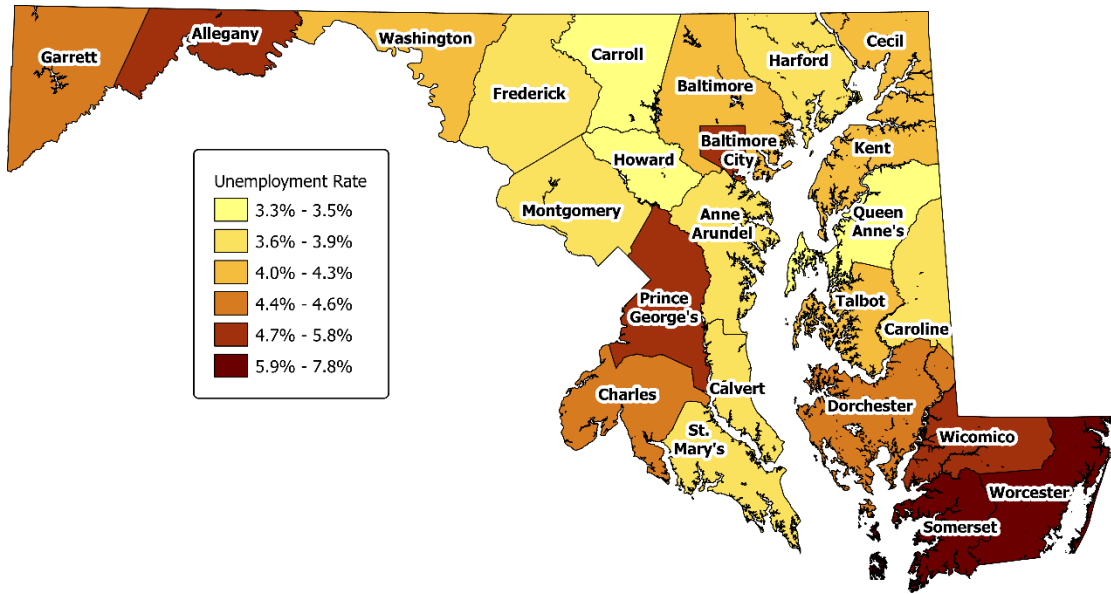 Garrett
Allegany
Washington
Frederick
Carroll
Baltimore
Harford
Cecil
Baltimore
City
Kent
Howard
Montgomery
Anne
Arundel
Queen
Anne's
Unemployment Rate
3.3% - 3.5%
3.6% - 3.9%
4.0% - 4.3%
4.4% - 4.6%
4.7% - 5.8%
5.9% - 7.8%
Prince
George's
Talbot
Caroline
Charles
Calvert
Dorchester
St.
Mary's
Wicomico
Worcester
Somerset